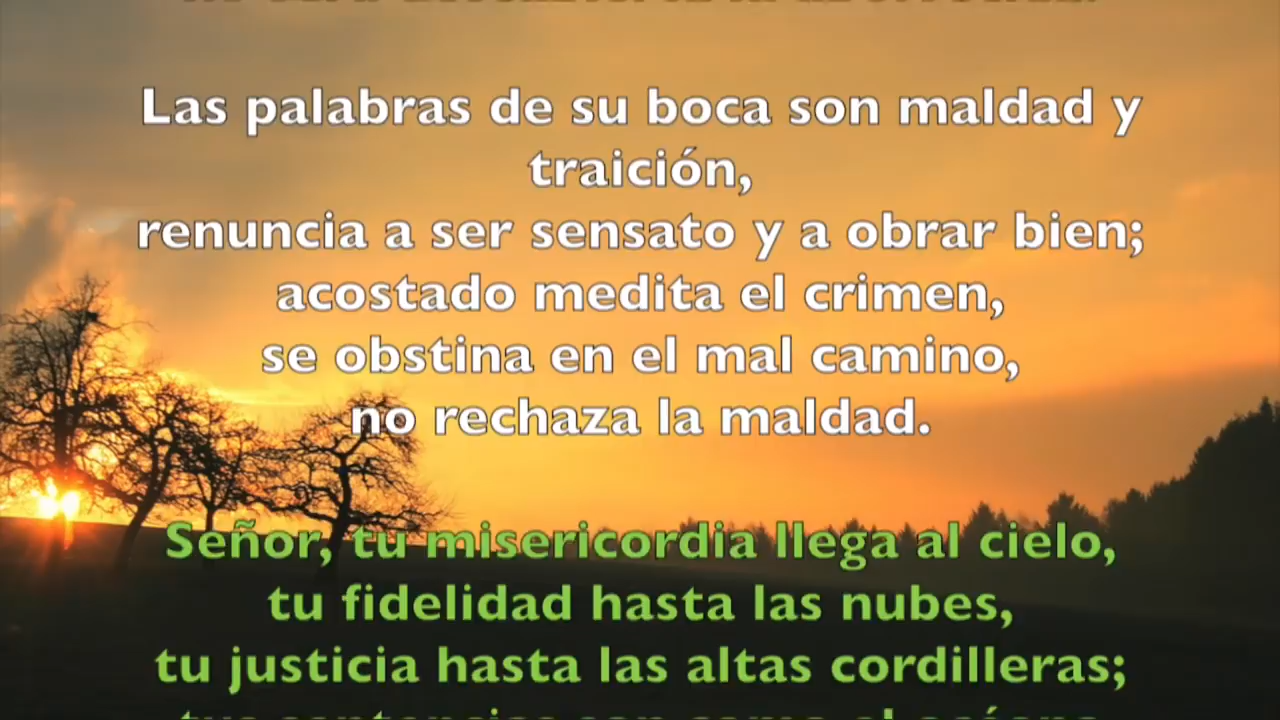 Las palabras de su boca son maldad y
traición,
renuncia a ser sensato y a obrar bien;
acostado medita el crimen,
se obstina en el mal camino,
no rechaza la maldad.
Señor, tu misericordia llega al cielo,
tu fidelidad hasta las nubes,
tu justicia hasta las altas cordilleras;